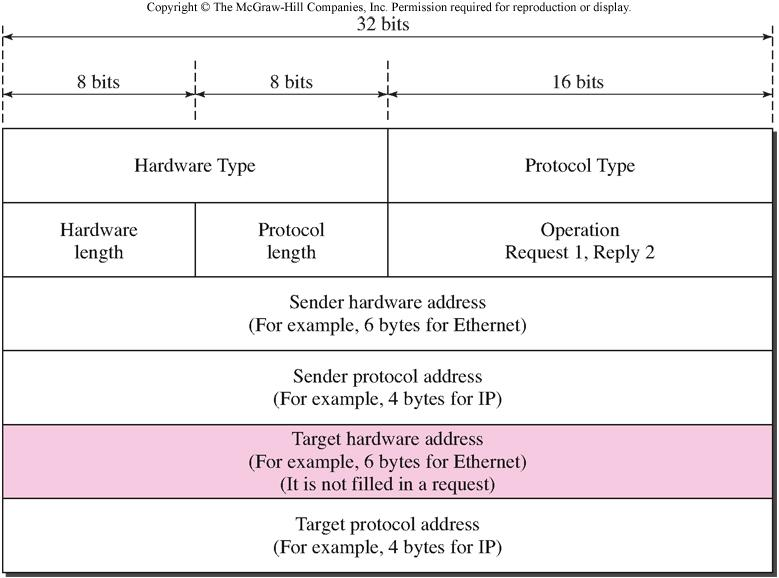 Copyright © The McGraw-Hill Companies, Inc. Permission required for reproduction or display.
32 bits
8 bits
8 bits
16 bits
Hardware Type
Protocol Type
Hardware
length
Protocol
length
Operation
Request 1, Reply 2
Sender hardware address
(For example, 6 bytes for Ethernet)
Sender protocol address
(For example, 4 bytes for IP)
Target hardware address
(For example, 6 bytes for Ethernet)
(It is not filled in a request)
Target protocol address
(For example, 4 bytes for IP)